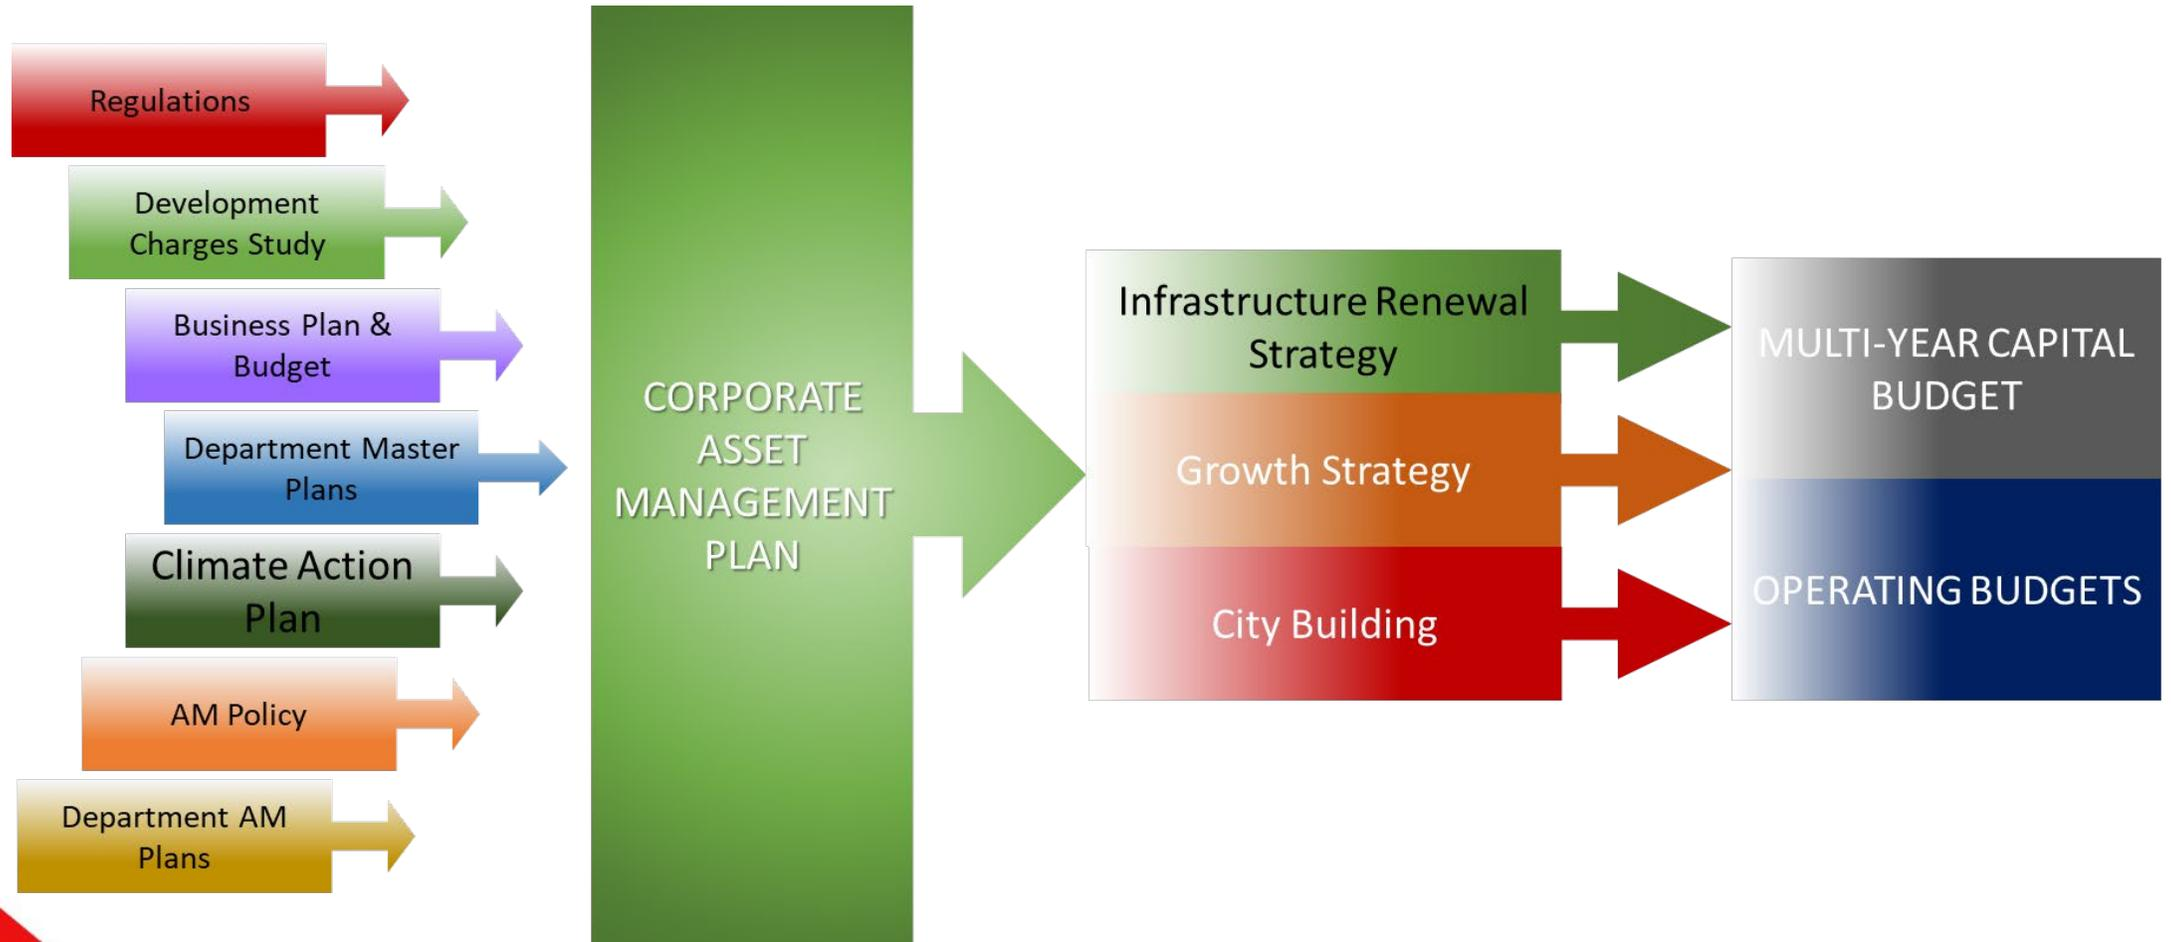 Regulations
Development
Charges Study
Business Plan &
Budget
Department Master
Plans
Climate Action
Plan
AM Policy
Department AM
Plans
CORPORATE
ASSET
MANAGEMENT
PLAN
Infrastructure Renewal
Strategy
Growth Strategy
City Building
MULTI-YEAR CAPITAL
BUDGET
OPERATING BUDGETS